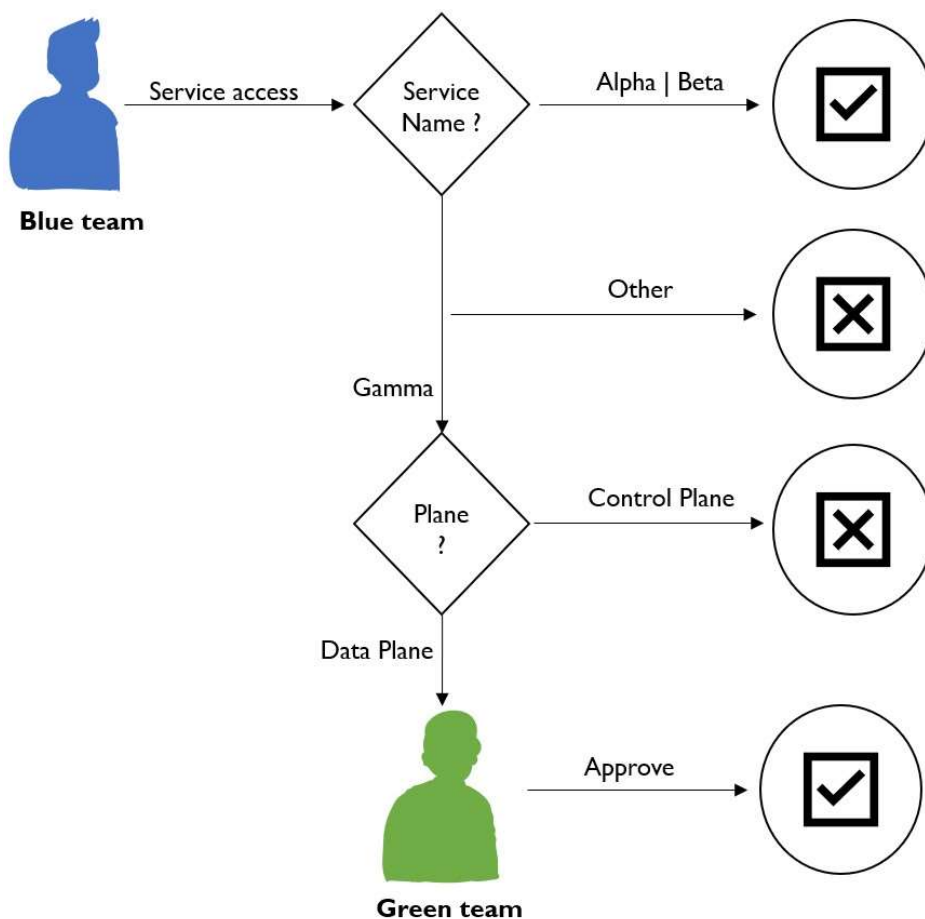 Service access
Service
Name ?
Alpha | Beta
Blue team
Other
Gamma
Plane
?
Control Plane
Data Plane
Approve
Green team